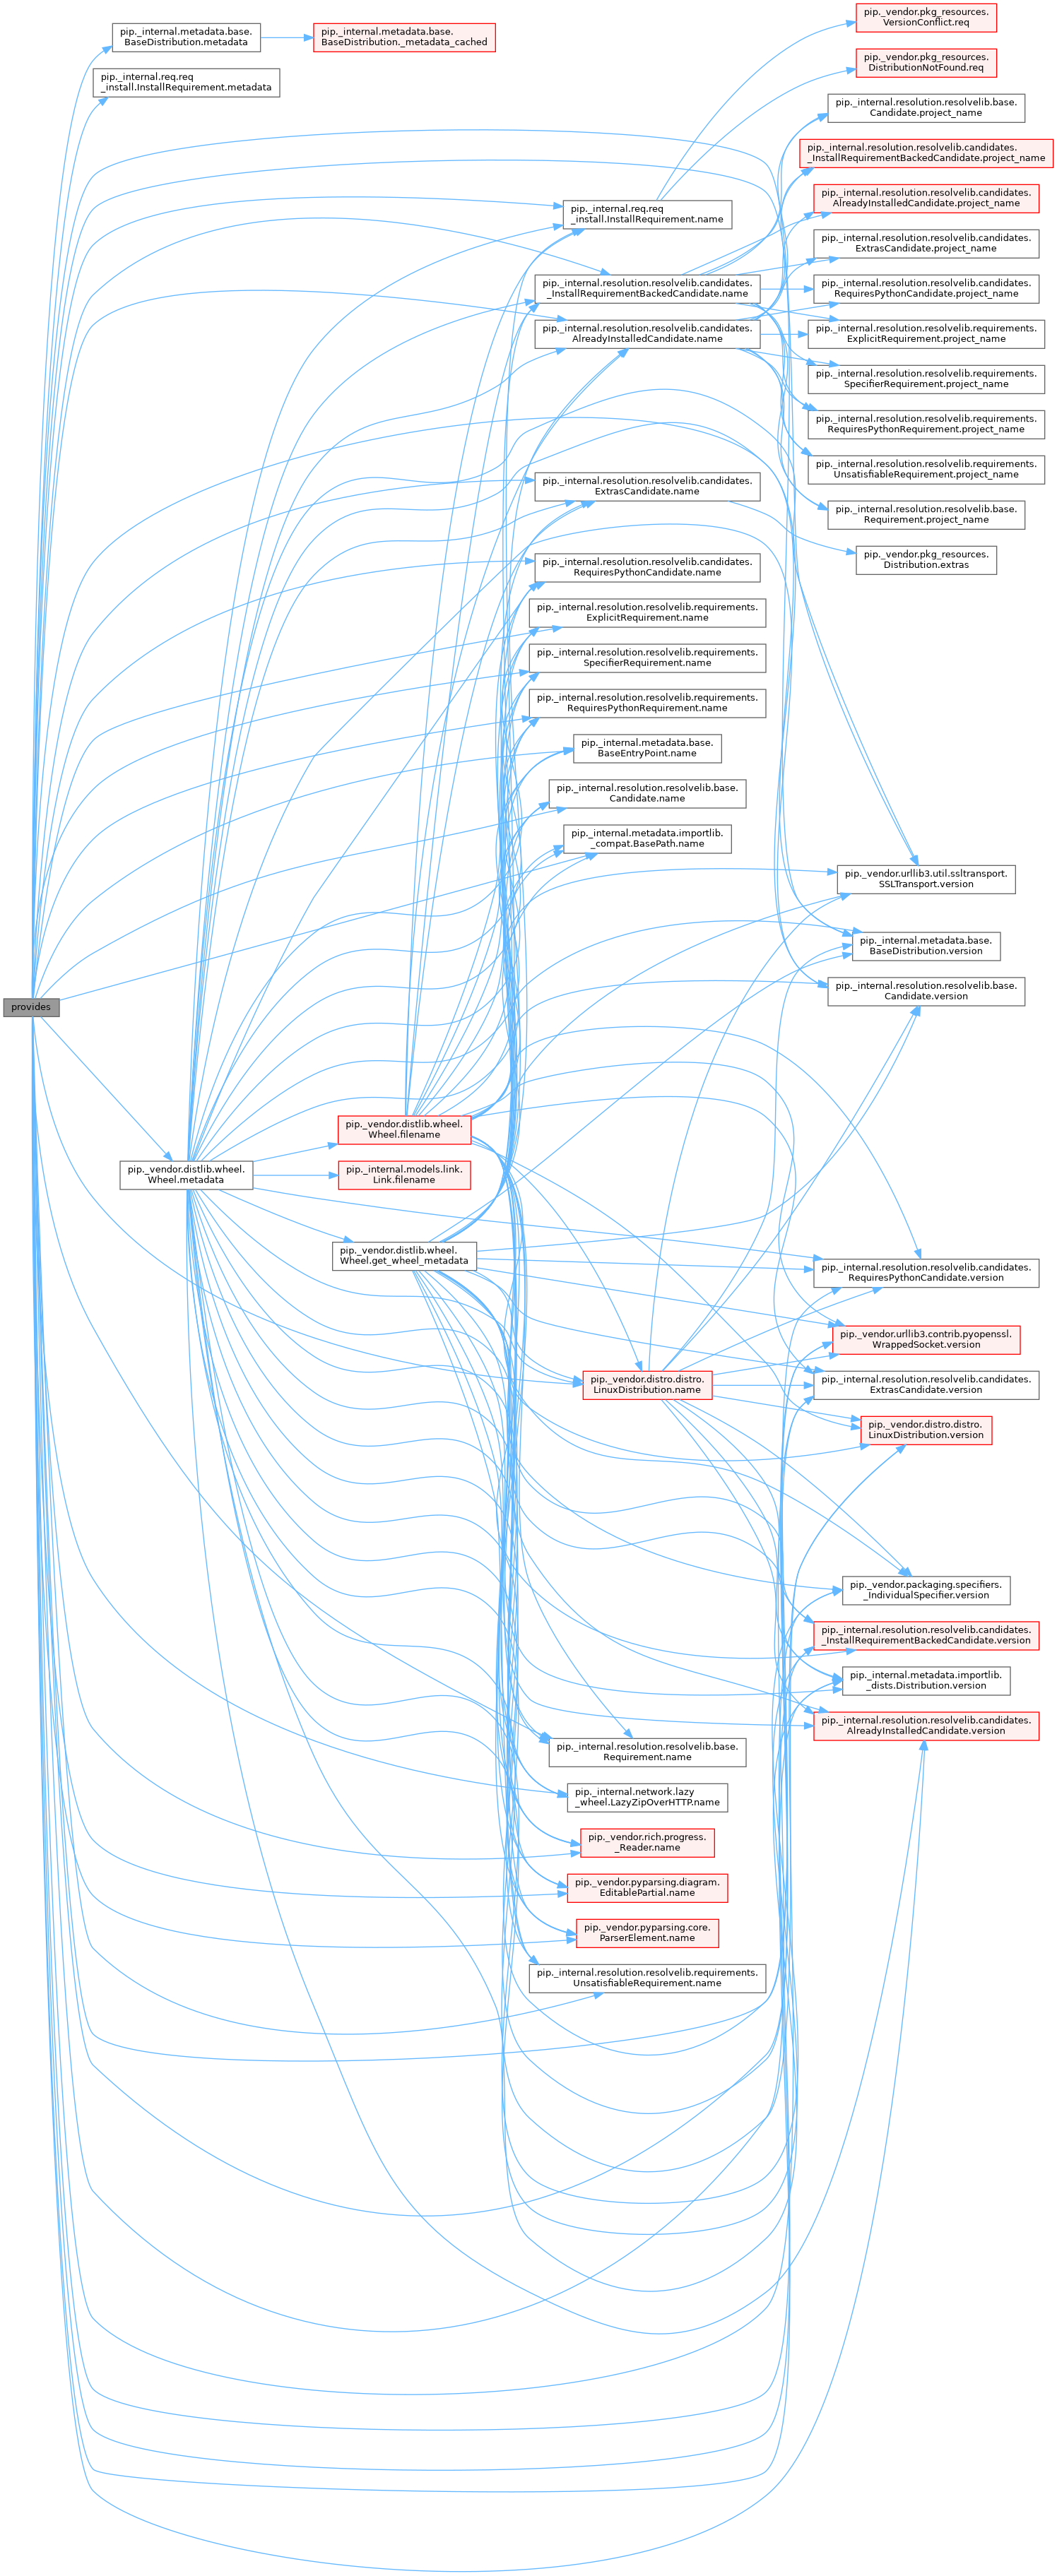 provides
pip._internal.metadata.base.
BaseDistribution.metadata
pip._internal.metadata.base.
BaseDistribution._metadata_cached
pip._internal.req.req
_install.InstallRequirement.metadata
pip._vendor.distlib.wheel.
Wheel.metadata
pip._vendor.distlib.wheel.
Wheel.filename
pip._internal.models.link.
Link.filename
pip._vendor.distlib.wheel.
Wheel.get_wheel_metadata
pip._internal.req.req
_install.InstallRequirement.name
pip._internal.resolution.resolvelib.candidates.
_InstallRequirementBackedCandidate.name
pip._internal.resolution.resolvelib.candidates.
AlreadyInstalledCandidate.name
pip._internal.resolution.resolvelib.candidates.
ExtrasCandidate.name
pip._internal.resolution.resolvelib.candidates.
RequiresPythonCandidate.name
pip._internal.resolution.resolvelib.requirements.
ExplicitRequirement.name
pip._internal.resolution.resolvelib.requirements.
SpecifierRequirement.name
pip._internal.resolution.resolvelib.requirements.
RequiresPythonRequirement.name
pip._internal.metadata.base.
BaseEntryPoint.name
pip._internal.resolution.resolvelib.base.
Candidate.name
pip._internal.metadata.importlib.
_compat.BasePath.name
pip._vendor.distro.distro.
LinuxDistribution.name
pip._internal.resolution.resolvelib.base.
Requirement.name
pip._internal.network.lazy
_wheel.LazyZipOverHTTP.name
pip._vendor.rich.progress.
_Reader.name
pip._vendor.pyparsing.diagram.
EditablePartial.name
pip._vendor.pyparsing.core.
ParserElement.name
pip._internal.resolution.resolvelib.requirements.
UnsatisfiableRequirement.name
pip._vendor.pkg_resources.
VersionConflict.req
pip._vendor.pkg_resources.
DistributionNotFound.req
pip._internal.resolution.resolvelib.base.
Candidate.project_name
pip._internal.resolution.resolvelib.candidates.
_InstallRequirementBackedCandidate.project_name
pip._internal.resolution.resolvelib.candidates.
AlreadyInstalledCandidate.project_name
pip._internal.resolution.resolvelib.candidates.
ExtrasCandidate.project_name
pip._internal.resolution.resolvelib.candidates.
RequiresPythonCandidate.project_name
pip._internal.resolution.resolvelib.requirements.
ExplicitRequirement.project_name
pip._internal.resolution.resolvelib.requirements.
SpecifierRequirement.project_name
pip._internal.resolution.resolvelib.requirements.
RequiresPythonRequirement.project_name
pip._internal.resolution.resolvelib.requirements.
UnsatisfiableRequirement.project_name
pip._internal.resolution.resolvelib.base.
Requirement.project_name
pip._vendor.pkg_resources.
Distribution.extras
pip._vendor.urllib3.util.ssltransport.
SSLTransport.version
pip._internal.metadata.base.
BaseDistribution.version
pip._internal.resolution.resolvelib.base.
Candidate.version
pip._internal.resolution.resolvelib.candidates.
RequiresPythonCandidate.version
pip._vendor.urllib3.contrib.pyopenssl.
WrappedSocket.version
pip._internal.resolution.resolvelib.candidates.
ExtrasCandidate.version
pip._vendor.distro.distro.
LinuxDistribution.version
pip._vendor.packaging.specifiers.
_IndividualSpecifier.version
pip._internal.resolution.resolvelib.candidates.
_InstallRequirementBackedCandidate.version
pip._internal.metadata.importlib.
_dists.Distribution.version
pip._internal.resolution.resolvelib.candidates.
AlreadyInstalledCandidate.version